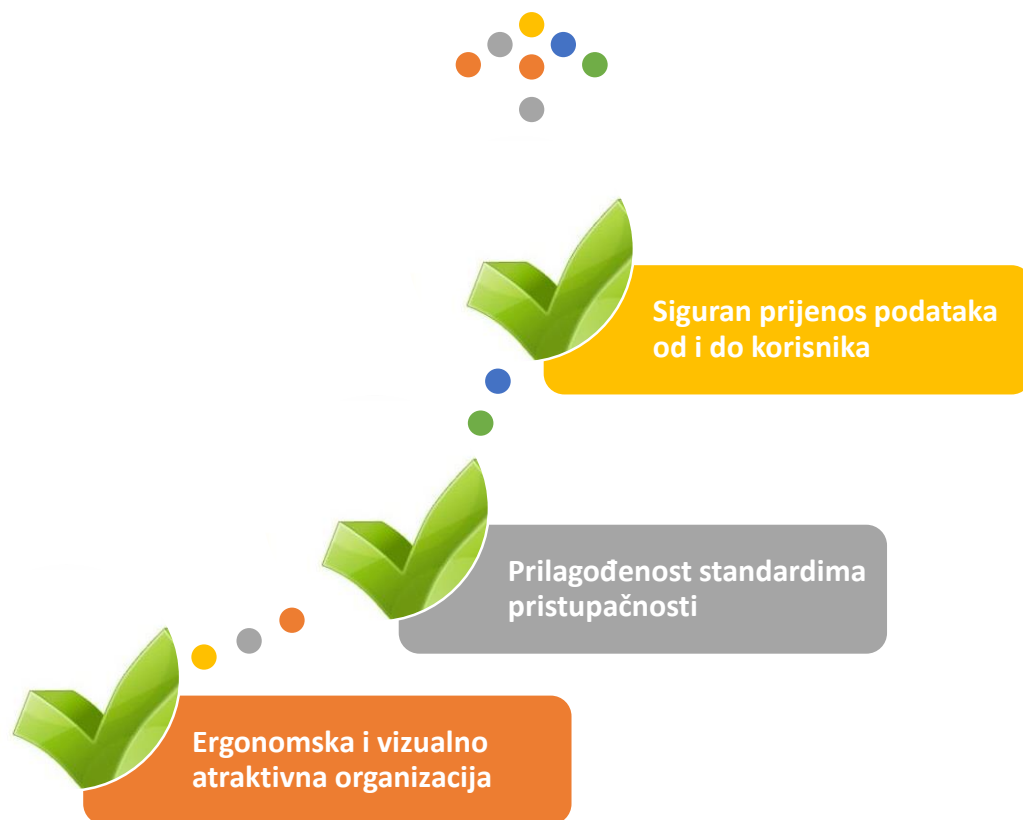 Siguran prijenos podataka
od i do korisnika
Prilagođenost standardima
pristupačnosti
Ergonomska i vizualno
atraktivna organizacija